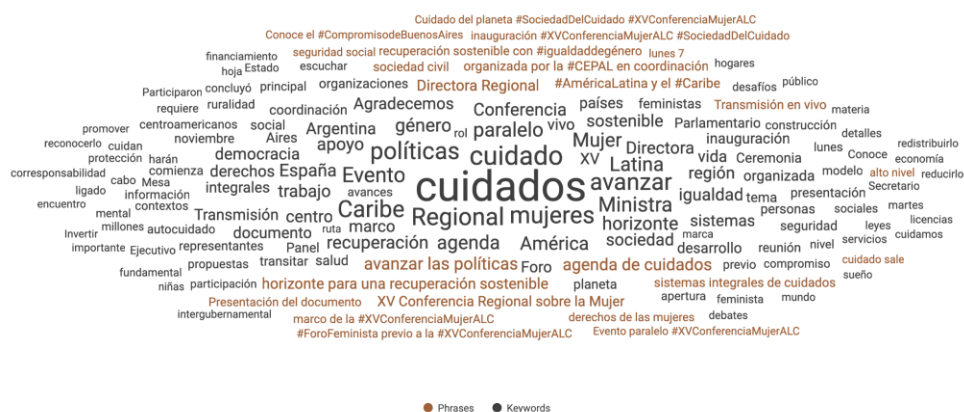 Cuidado del planeta #SociedadDelCuidado #XVConferenciaMujerALC
Conoce el #CompromisodeBuenosAires inauguración #XVConferenciaMujerALC #SociedadDelCuidado
financiamiento seguridad social recuperación sostenible con #igualdaddegénero lunes 7
hoja Estado escuchar sociedad civil organizada por la #CEPAL en coordinación hogares
Participaron concluyó principal organizaciones Directora Regional #AméricaLatina y el #Caribe desafíos público
requiere ruralidad coordinación Agradecemos Conferencia países feministas Transmisión en vivo materia
promover centroamericanos social Argentina género rol paralelo vivo sostenible Parlamentario construcción detalles
reconocerlo cuidan noviembre Aires apoyo Mujer Directora inauguración lunes Conoce redistribuirlo
protección harán democracia políticas cuidado XV Latina vida Ceremonia economía
corresponsabilidad comienza derechos España Evento región organizada modelo alto nivel reducirlo
cabo Mesa información integrales trabajo avances cuidados avanzar igualdad tema presentación Secretario
ligado encuentro contextos Caribe Regional mujeres Ministra personas sociales martes
mental millones autocuidado Transmisión centro ruta marco horizonte sistemas seguridad leyes licencias
Invertir documento recuperación agenda América sociedad marca desarrollo reunión nivel servicios cuidamos
importante Ejecutivo representantes Panel
propuestas transitar salud avanzar las políticas Foro agenda de cuidados previo compromiso cuidado sale
fundamental niñas participación horizonte para una recuperación sostenible planeta sistemas integrales de cuidados sueño
Presentación del documento XV Conferencia Regional sobre la Mujer apertura feminista mundo
intergubernamental marco de la #XVConferenciaMujerALC derechos de las mujeres debates
#ForoFeminista previo a la #XVConferenciaMujerALC Evento paralelo #XVConferenciaMujerALC
Phrases Keywords